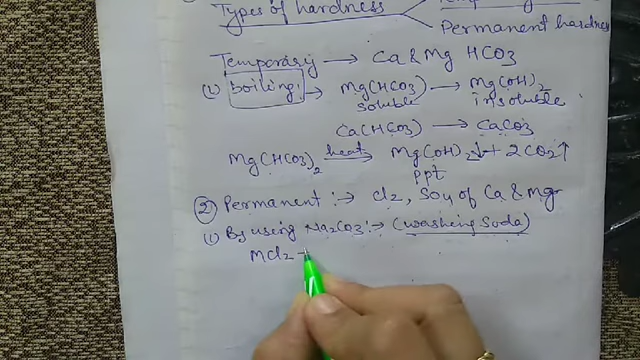 Types of hardness
Permanent hardness
Temporary → Ca & Mg HCO3
(1) boiling: → Mg(HCO3) → Mg(OH)2
soluble insoluble
Ca(HCO3) → CaCO3
Mg(HCO3)2 heat→ Mg(OH)2↓ + 2CO2↑
ppt
(2) Permanent :→ Cl2, SO4 of Ca & Mg
(1) By using Na2CO3 :→ (washing Soda)
MCl2 +